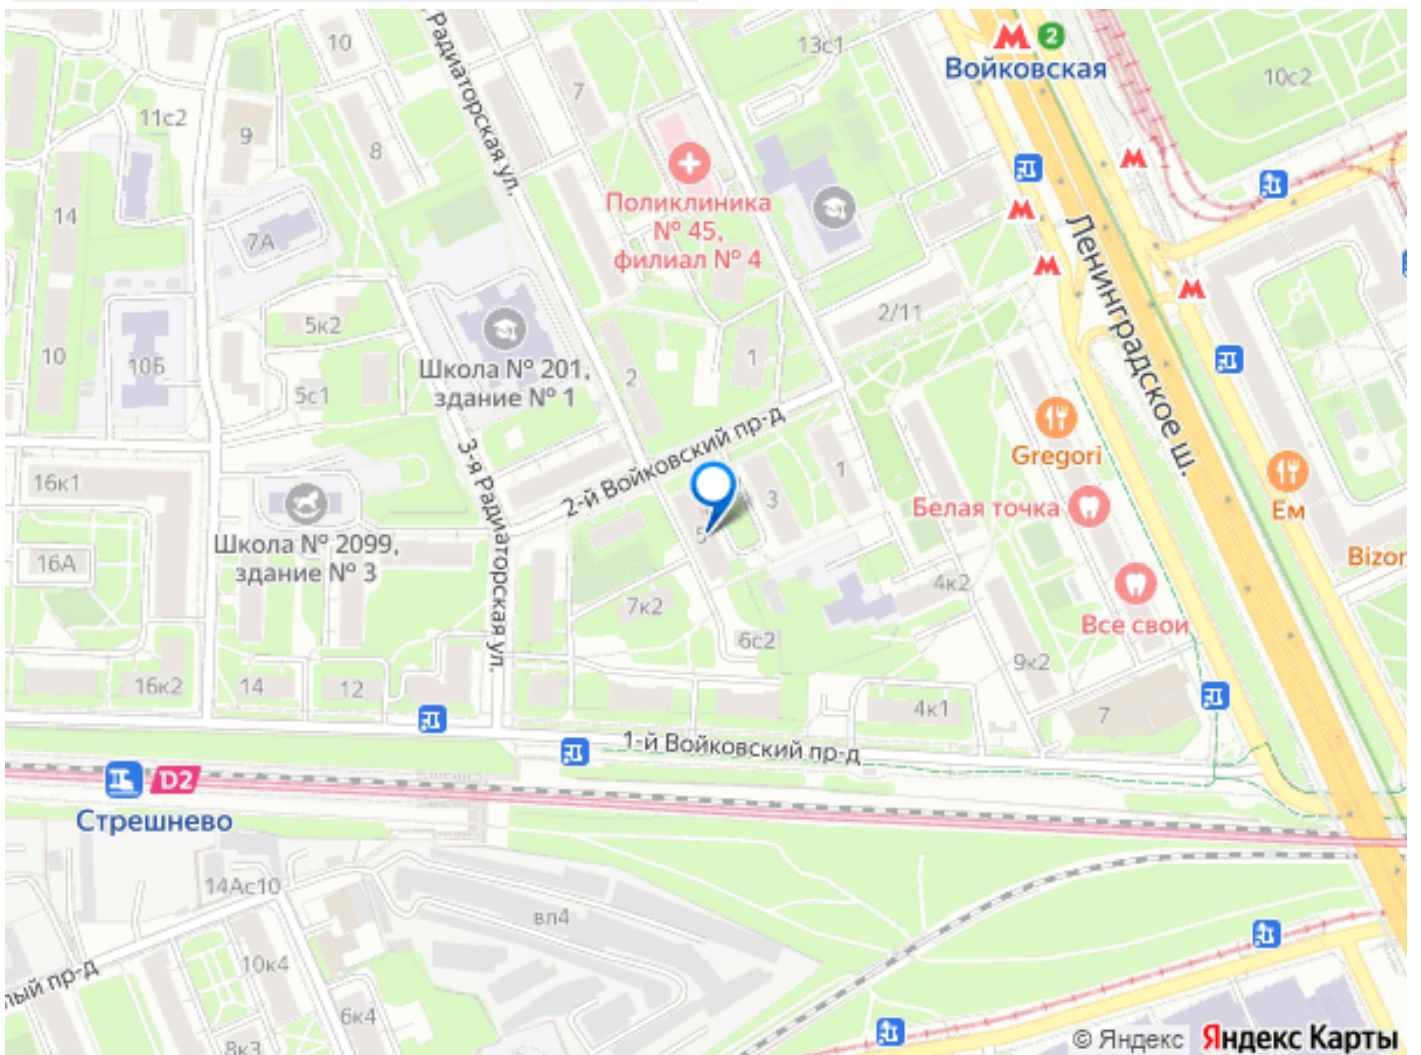 10
13с1
2
Войковская
10с2
Радиаторская ул.
11с2
9
8
7
Поликлиника
№ 45,
филиал № 4
14
7А
Ленинградское ш.
5к2
2/11
10
10Б
Школа № 201,
здание № 1
5с1
2
1
3-я Радиаторская ул.
2-й Войковский пр-д
Gregori
16к1
1
3
Белая точка
Ем
5
Школа № 2099,
здание № 3
16А
Bizon
4к2
7к2
Все свои
6с2
9к2
16к2
14
12
4к1
7
1-й Войковский пр-д
D2
Стрешнево
14Ас10
вл4
лый пр-д
10к4
6к4
8к3
© Яндекс
Яндекс Карты